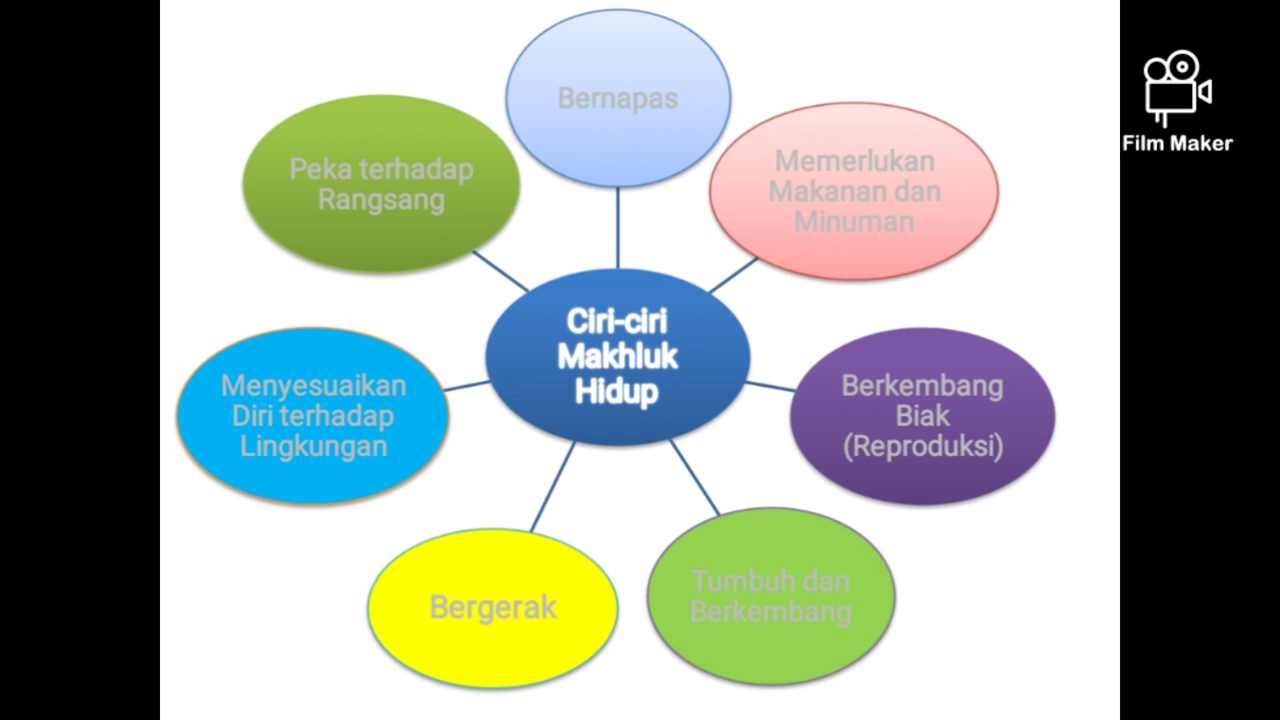 Bernapas
Peka terhadap
Rangsang
Memerlukan
Makanan dan
Minuman
Ciri-ciri
Makhluk
Hidup
Menyesuaikan
Diri terhadap
Lingkungan
Berkembang
Biak
(Reproduksi)
Bergerak
Tumbuh dan
Berkembang
Film Maker